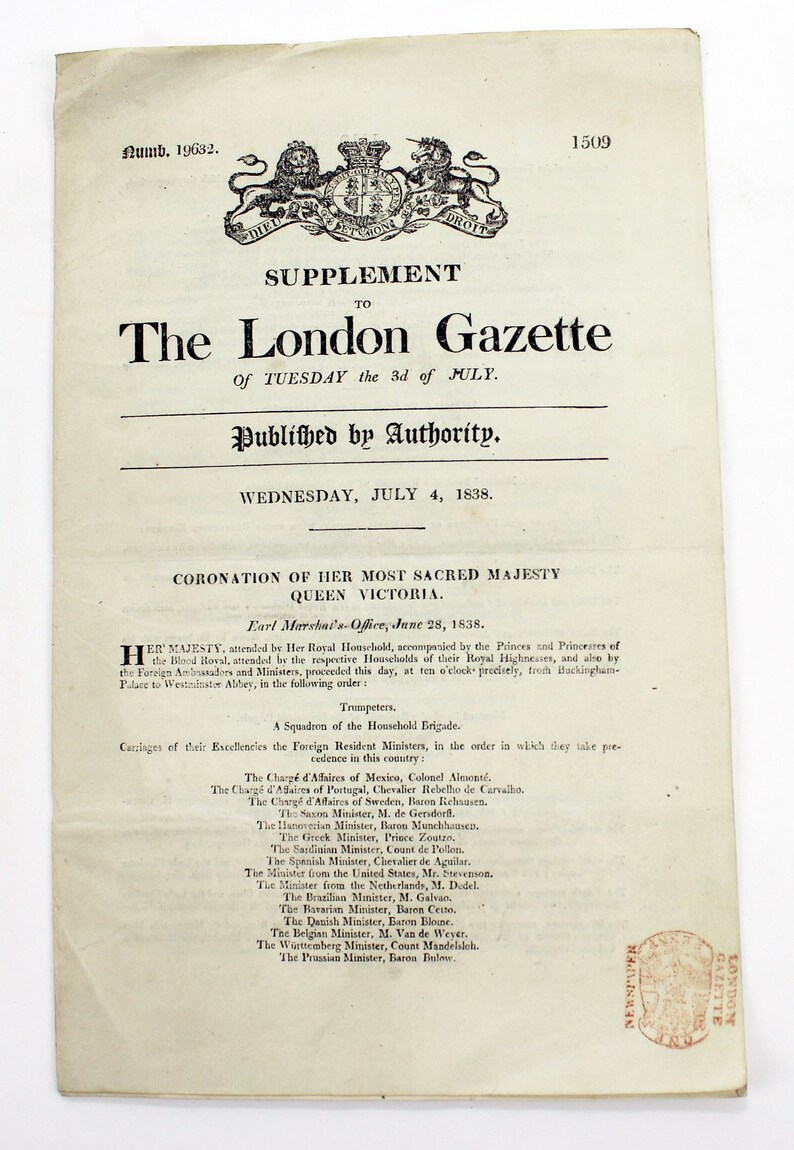 Numb. 19632.
1509
DIEU ET MON DROIT
SUPPLEMENT
TO
The London Gazette
Of TUESDAY the 3d of JULY.
Published by Authority.
WEDNESDAY, JULY 4, 1838.
CORONATION OF HER MOST SACRED MAJESTY
QUEEN VICTORIA.
Earl Marshal's-Office, June 28, 1838.
HER MAJESTY, attended by Her Royal Household, accompanied by the Princes and Princesses of
the Blood Royal, attended by the respective Households of their Royal Highnesses, and also by
the Foreign Ambassadors and Ministers, proceeded this day, at ten o'clock precisely, from Buckingham-
Palace to Westminster Abbey, in the following order:
Trumpeters.
A Squadron of the Household Brigade.
Carriages of their Excellencies the Foreign Resident Ministers, in the order in which they take pre-
cedence in this country:
The Chargé d'Affaires of Mexico, Colonel Almonté.
The Chargé d'Affaires of Portugal, Chevalier Rebelho de Carvalho.
The Chargé d'Affaires of Sweden, Baron Rehausen.
The Saxon Minister, M. de Gersdorff.
The Hanoverian Minister, Baron Munchhausen.
The Greek Minister, Prince Zoutzo.
The Sardinian Minister, Count de Pollon.
The Spanish Minister, Chevalier de Aguilar.
The Minister from the United States, Mr. Stevenson.
The Minister from the Netherlands, M. Dedel.
The Brazilian Minister, M. Galvao.
The Bavarian Minister, Baron Cetto.
The Danish Minister, Baron Blome.
The Belgian Minister, M. Van de Weyer.
The Würtemberg Minister, Count Mandelsloh.
The Prussian Minister, Baron Bulow.
NEWSPAPER
ONE
LONDON
GAZETTE